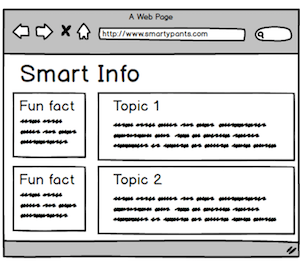 A Web Page
http://www.smartypants.com
Smart Info
Fun fact
Topic 1
Fun fact
Topic 2